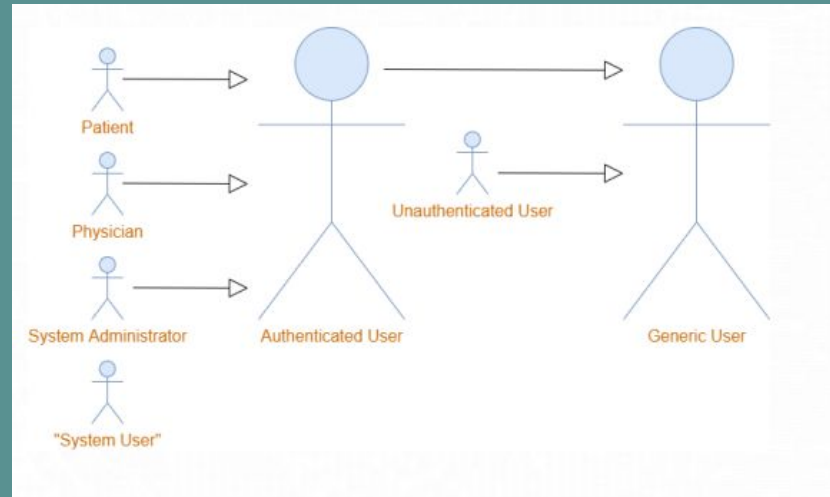 Patient
Physician
Unauthenticated User
System Administrator
Authenticated User
Generic User
"System User"